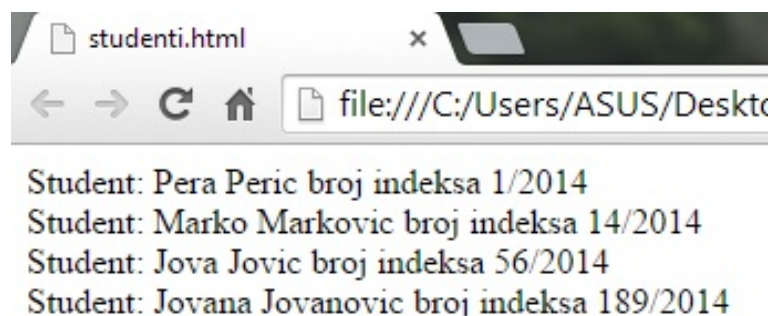 studenti.html
file:///C:/Users/ASUS/Deskto
Student: Pera Peric broj indeksa 1/2014
Student: Marko Markovic broj indeksa 14/2014
Student: Jova Jovic broj indeksa 56/2014
Student: Jovana Jovanovic broj indeksa 189/2014